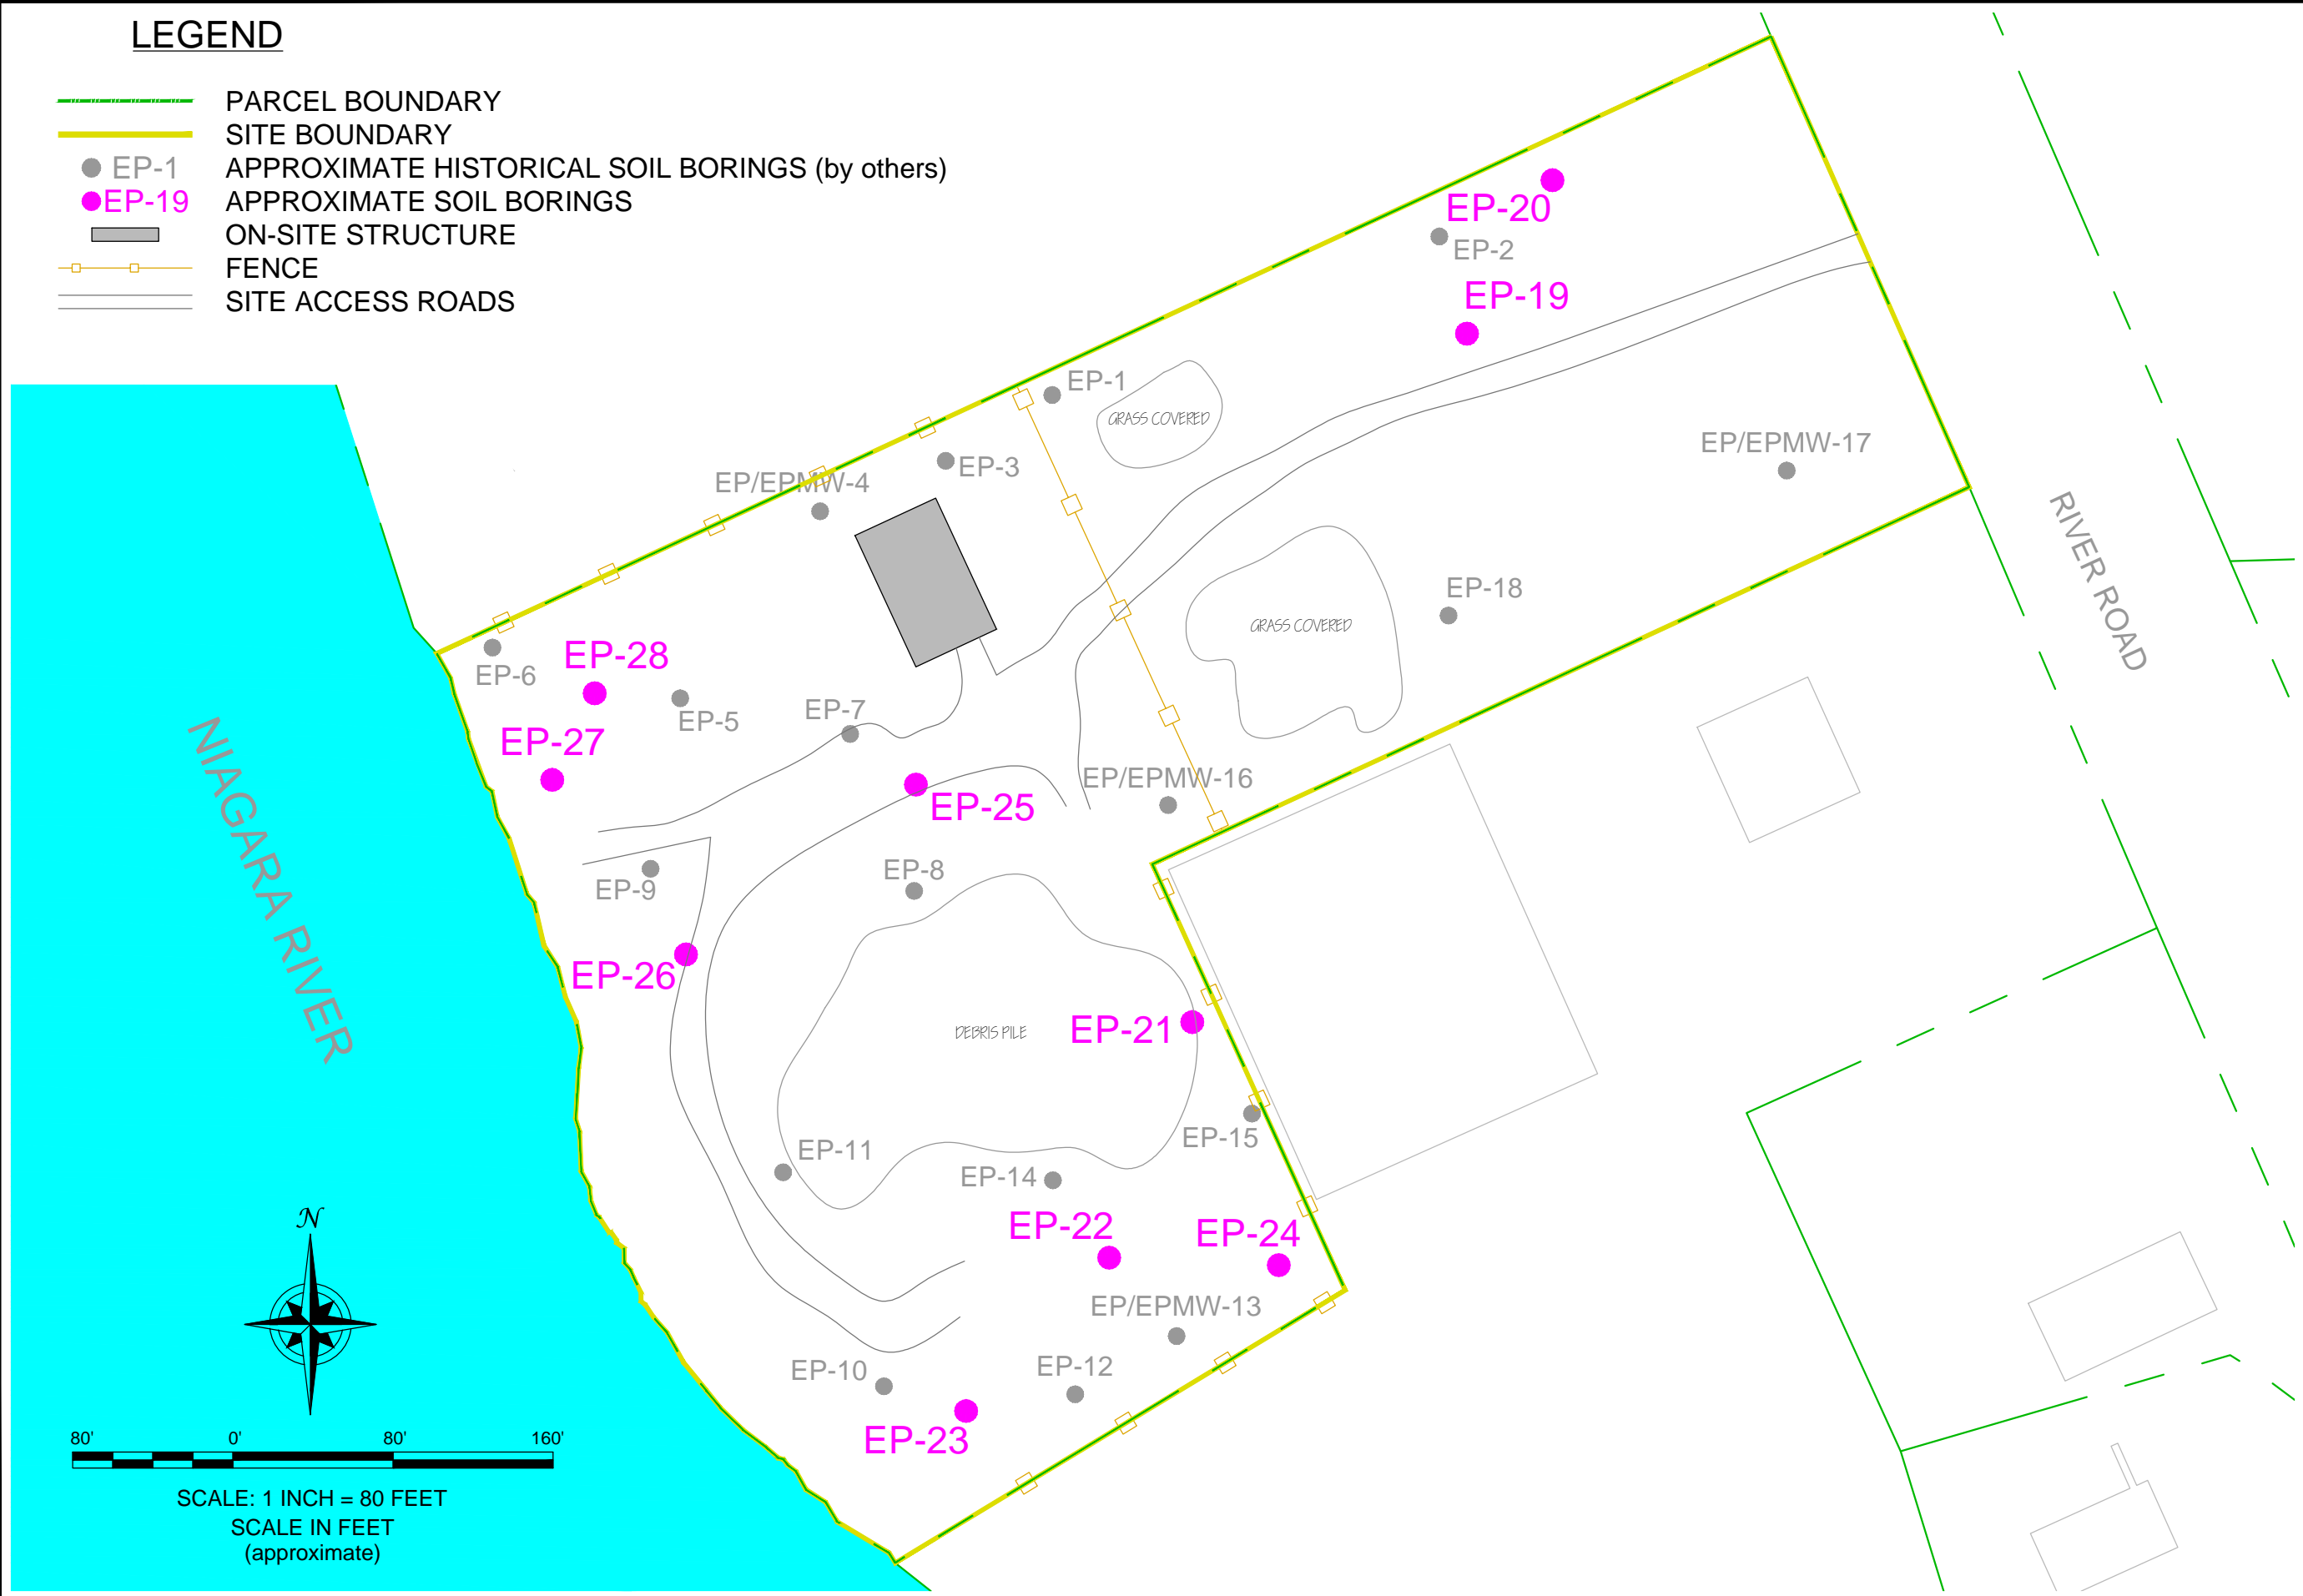 LEGEND
PARCEL BOUNDARY
SITE BOUNDARY
EP-1 APPROXIMATE HISTORICAL SOIL BORINGS (by others)
EP-19 APPROXIMATE SOIL BORINGS
ON-SITE STRUCTURE
FENCE
SITE ACCESS ROADS
EP-20
EP-2
EP-19
EP-1
GRASS COVERED
EP/EPMW-17
EP-3
EP/EPMW-4
RIVER ROAD
EP-18
GRASS COVERED
EP-28
EP-6
EP-5
EP-7
EP-27
EP/EPMW-16
EP-25
NIAGARA RIVER
EP-8
EP-9
EP-26
EP-21
DEBRIS PILE
EP-15
EP-11
EP-14
N
EP-22
EP-24
EP/EPMW-13
EP-12
EP-10
EP-23
80' 0' 80' 160'
SCALE: 1 INCH = 80 FEET
SCALE IN FEET
(approximate)